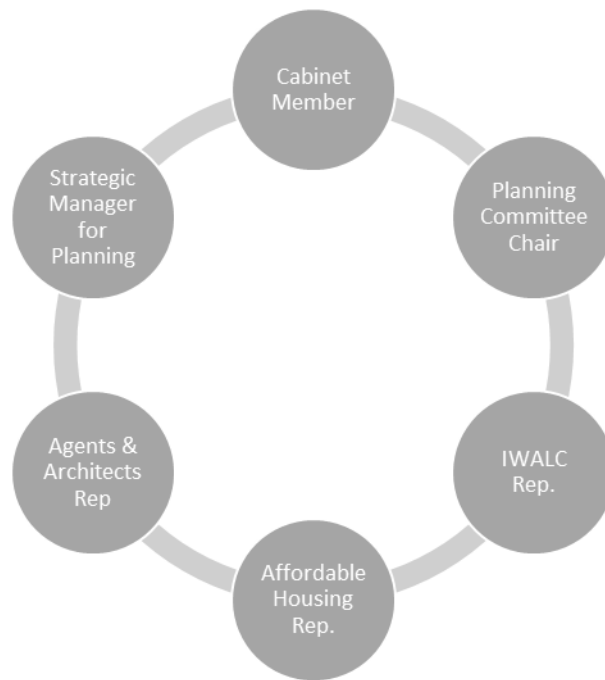 Cabinet
Member
Planning
Committee
Chair
IWALC
Rep.
Affordable
Housing
Rep.
Agents &
Architects
Rep
Strategic
Manager
for
Planning